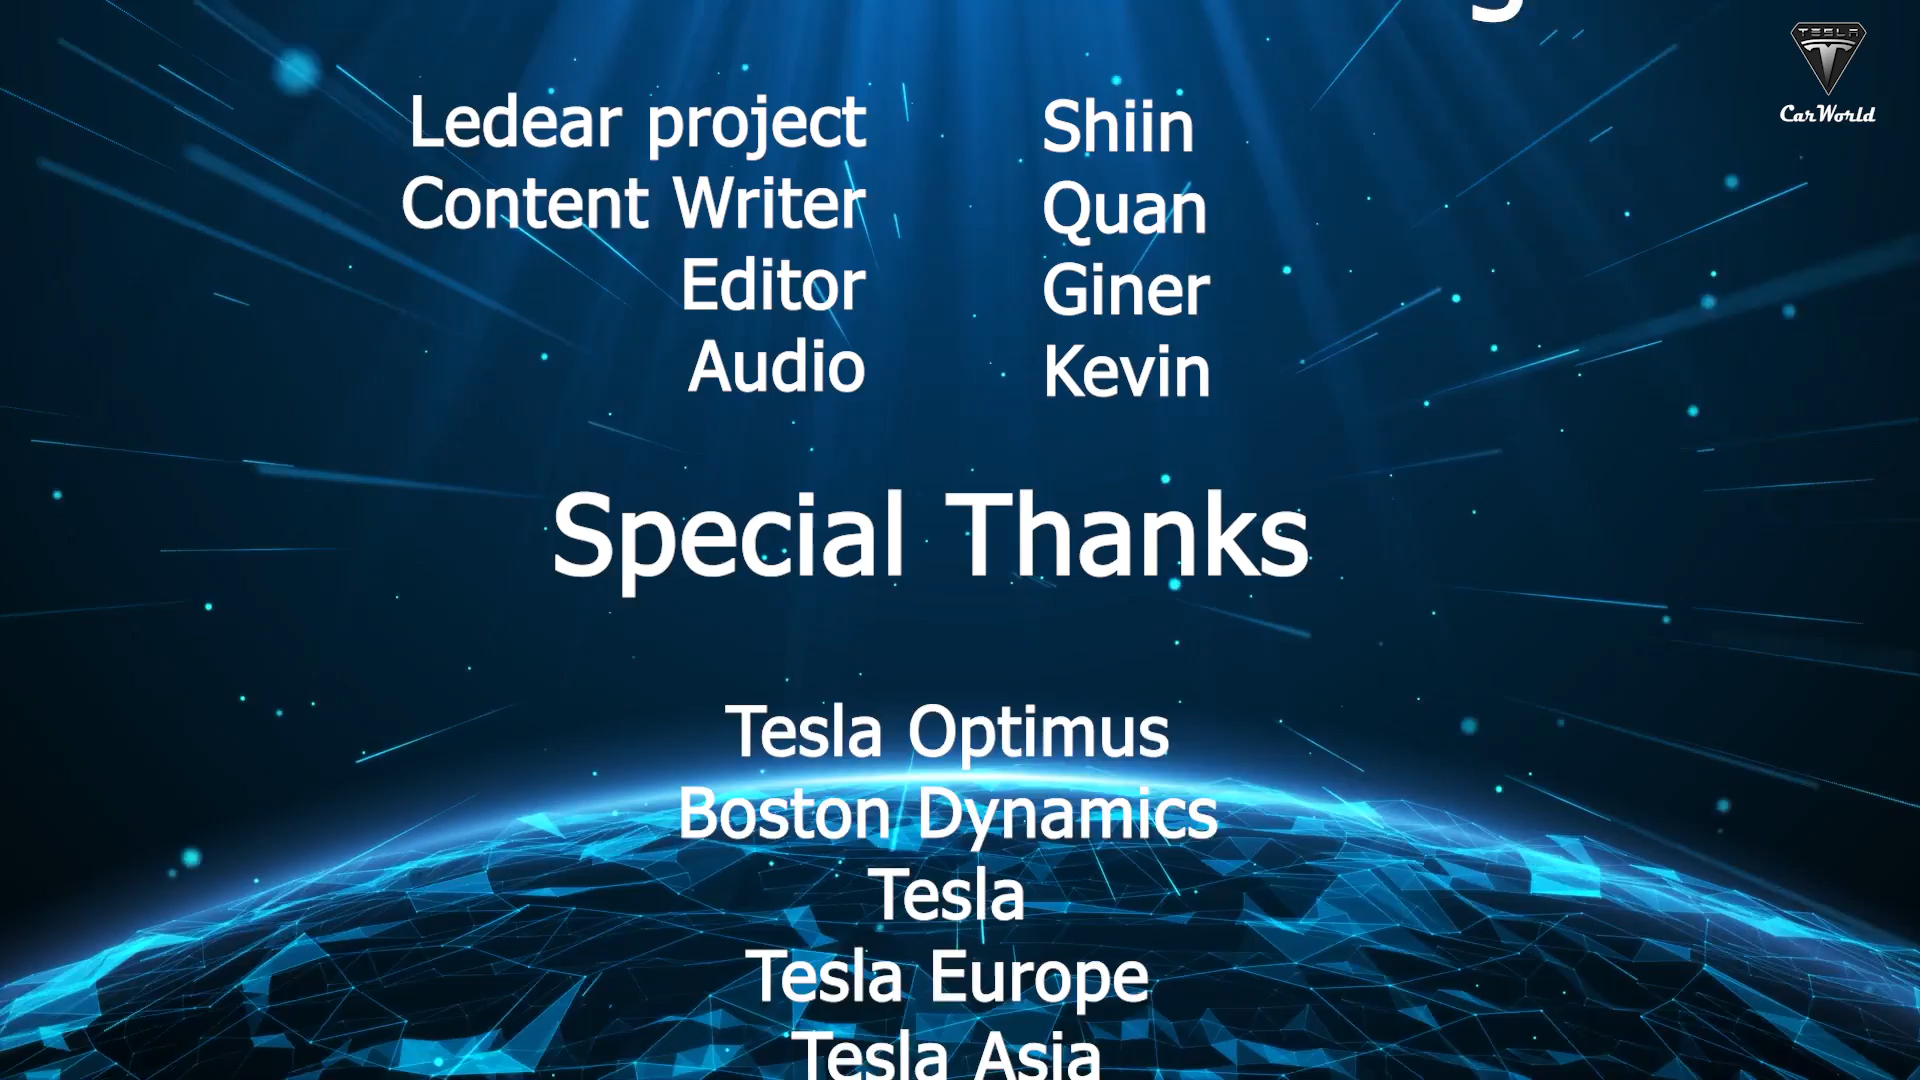 TESLA
Car World
Ledear project Shiin
Content Writer Quan
Editor Giner
Audio Kevin
Special Thanks
Tesla Optimus
Boston Dynamics
Tesla
Tesla Europe
Tesla Asia